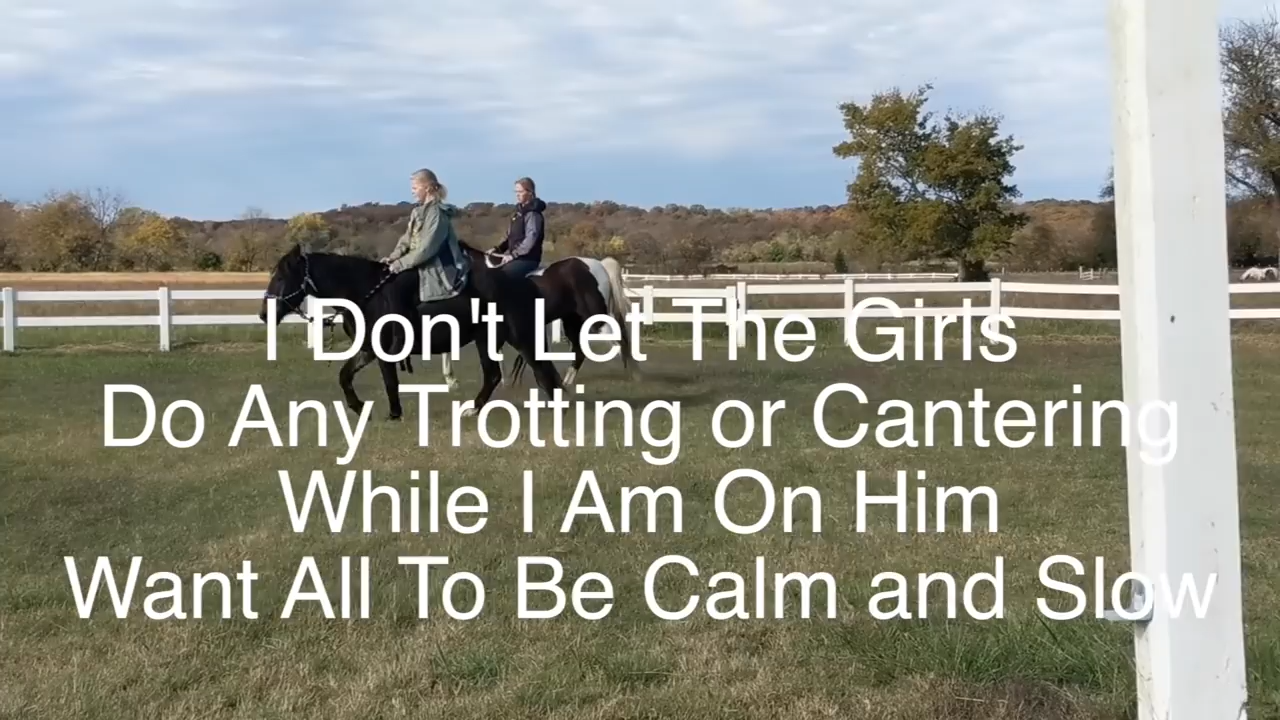 I Don't Let The Girls
Do Any Trotting or Cantering
While I Am On Him
Want All To Be Calm and Slow